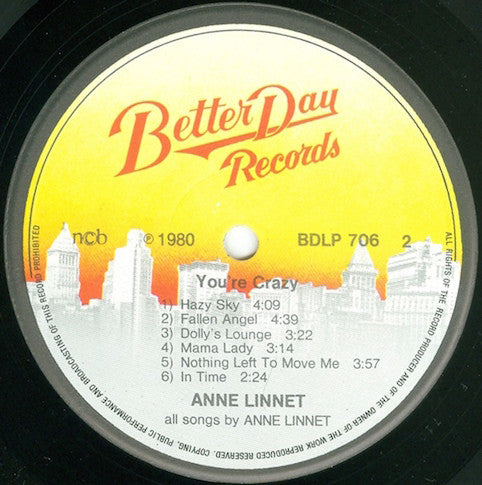 Better Day
Records
ncb ℗ 1980 BDLP 706 2
You're Crazy
1) Hazy Sky 4:09
2) Fallen Angel 4:39
3) Dolly's Lounge 3:22
4) Mama Lady 3:14
5) Nothing Left To Move Me 3:57
6) In Time 2:24
ANNE LINNET
all songs by ANNE LINNET
ALL RIGHTS OF THE RECORD PRODUCER AND OF THE OWNER OF THE WORK REPRODUCED RESERVED. COPYING, PUBLIC PERFORMANCE AND BROADCASTING OF THIS RECORD PROHIBITED